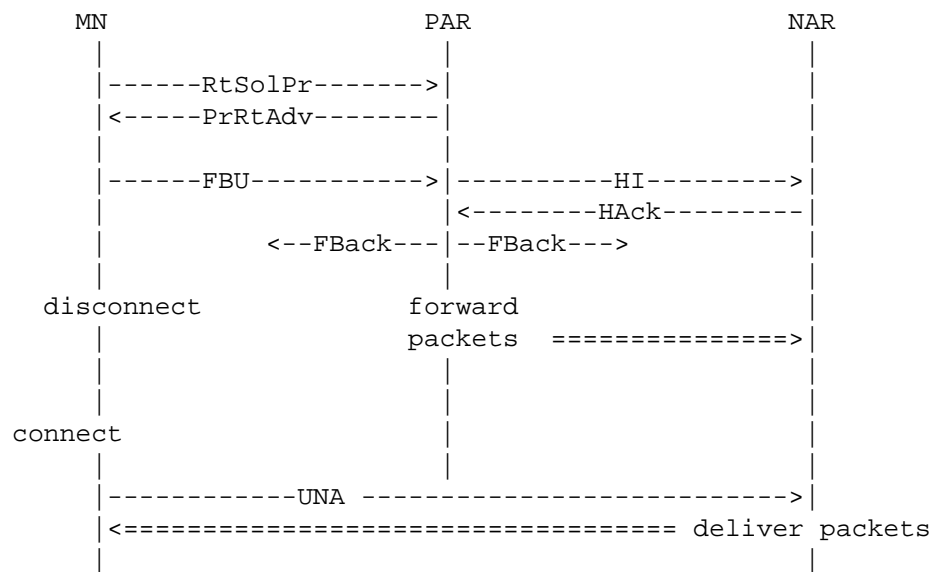 MN PAR NAR
|------RtSolPr------->|
|<-----PrRtAdv--------|
|------FBU----------->|----------HI--------->|
|<--------HAck---------|
<--FBack---|--FBack--->
disconnect forward
packets ===============>|
connect
|------------UNA --------------------------->|
|<=================================== deliver packets